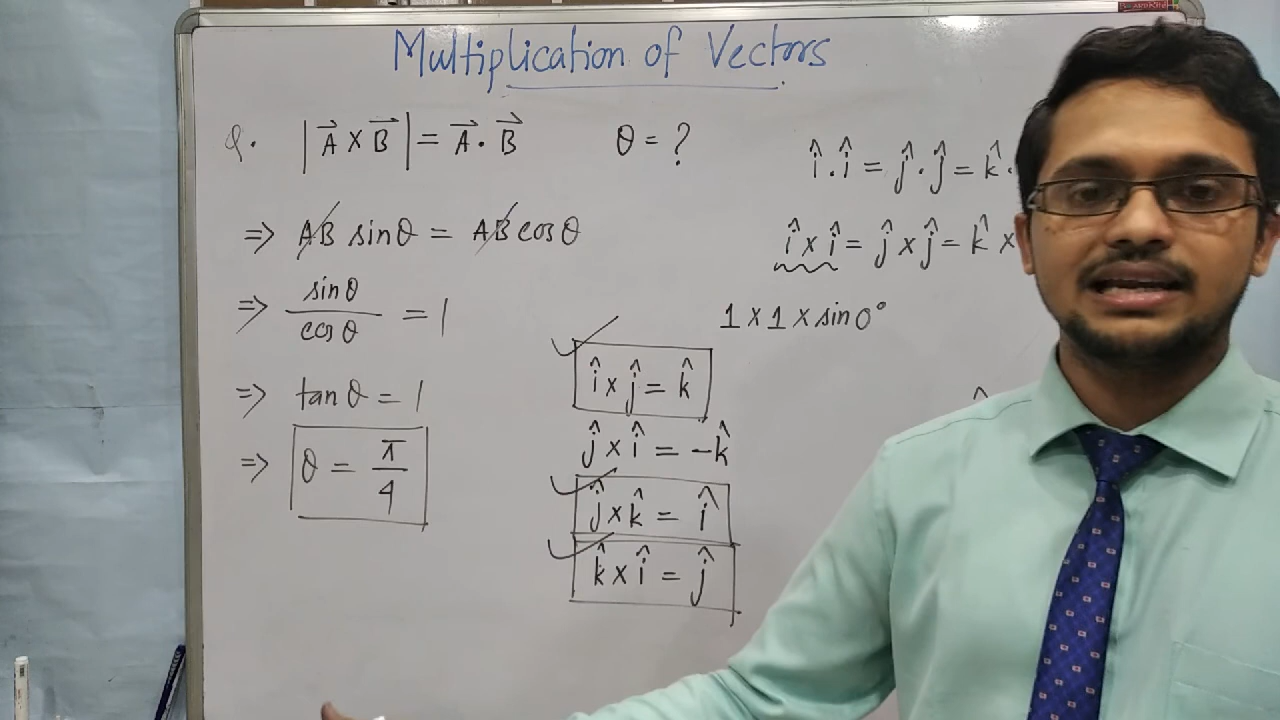 Multiplication of Vectors
Q. |A⃗ × B⃗| = A⃗ · B⃗   θ = ?
⇒ AB sinθ = AB cosθ
⇒ sinθ / cosθ = 1
⇒ tanθ = 1
⇒ θ = π/4
î · î = ĵ · ĵ = k̂ ·
î × î = ĵ × ĵ = k̂ ×
1 × 1 × sin 0°
î × ĵ = k̂
ĵ × î = -k̂
ĵ × k̂ = î
k̂ × î = ĵ